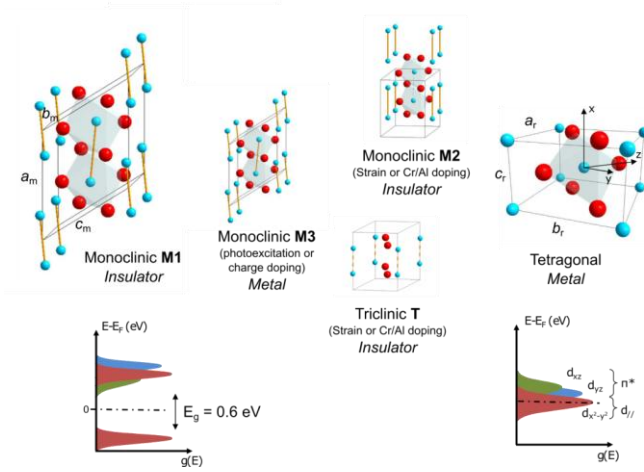 b_m
a_m
c_m
Monoclinic M1
Insulator
Monoclinic M3
(photoexcitation or
charge doping)
Metal
Monoclinic M2
(Strain or Cr/Al doping)
Insulator
Triclinic T
(Strain or Cr/Al doping)
Insulator
a_r
x
z
y
c_r
b_r
Tetragonal
Metal
E-E_F (eV)
0
E_g = 0.6 eV
g(E)
E-E_F (eV)
d_xz
d_yz
π*
d_x²-y²
d_//
g(E)